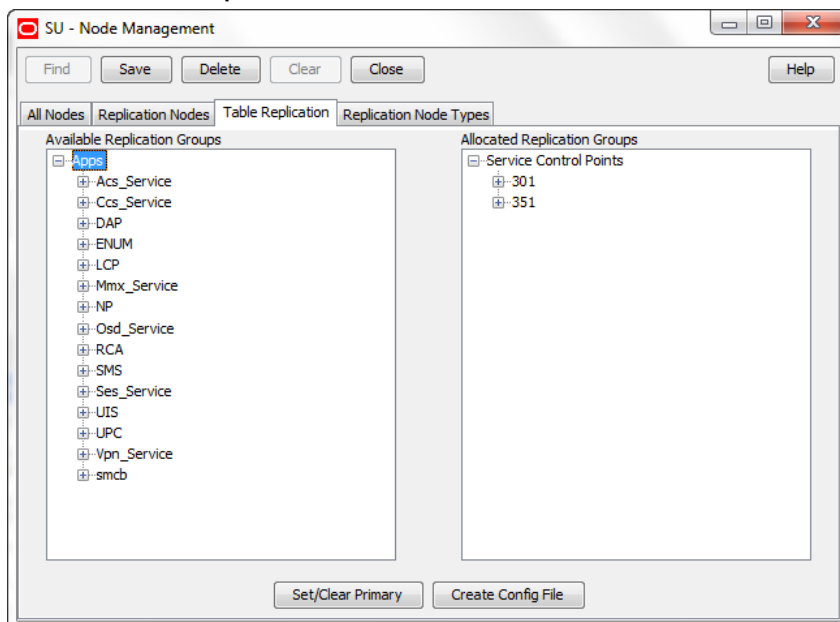 SU - Node Management
Find Save Delete Clear Close Help
All Nodes Replication Nodes Table Replication Replication Node Types
Available Replication Groups Allocated Replication Groups
Apps Service Control Points
Acs_Service 301
Ccs_Service 351
DAP
ENUM
LCP
Mmx_Service
NP
Osd_Service
RCA
SMS
Ses_Service
UIS
UPC
Vpn_Service
smcb
Set/Clear Primary Create Config File